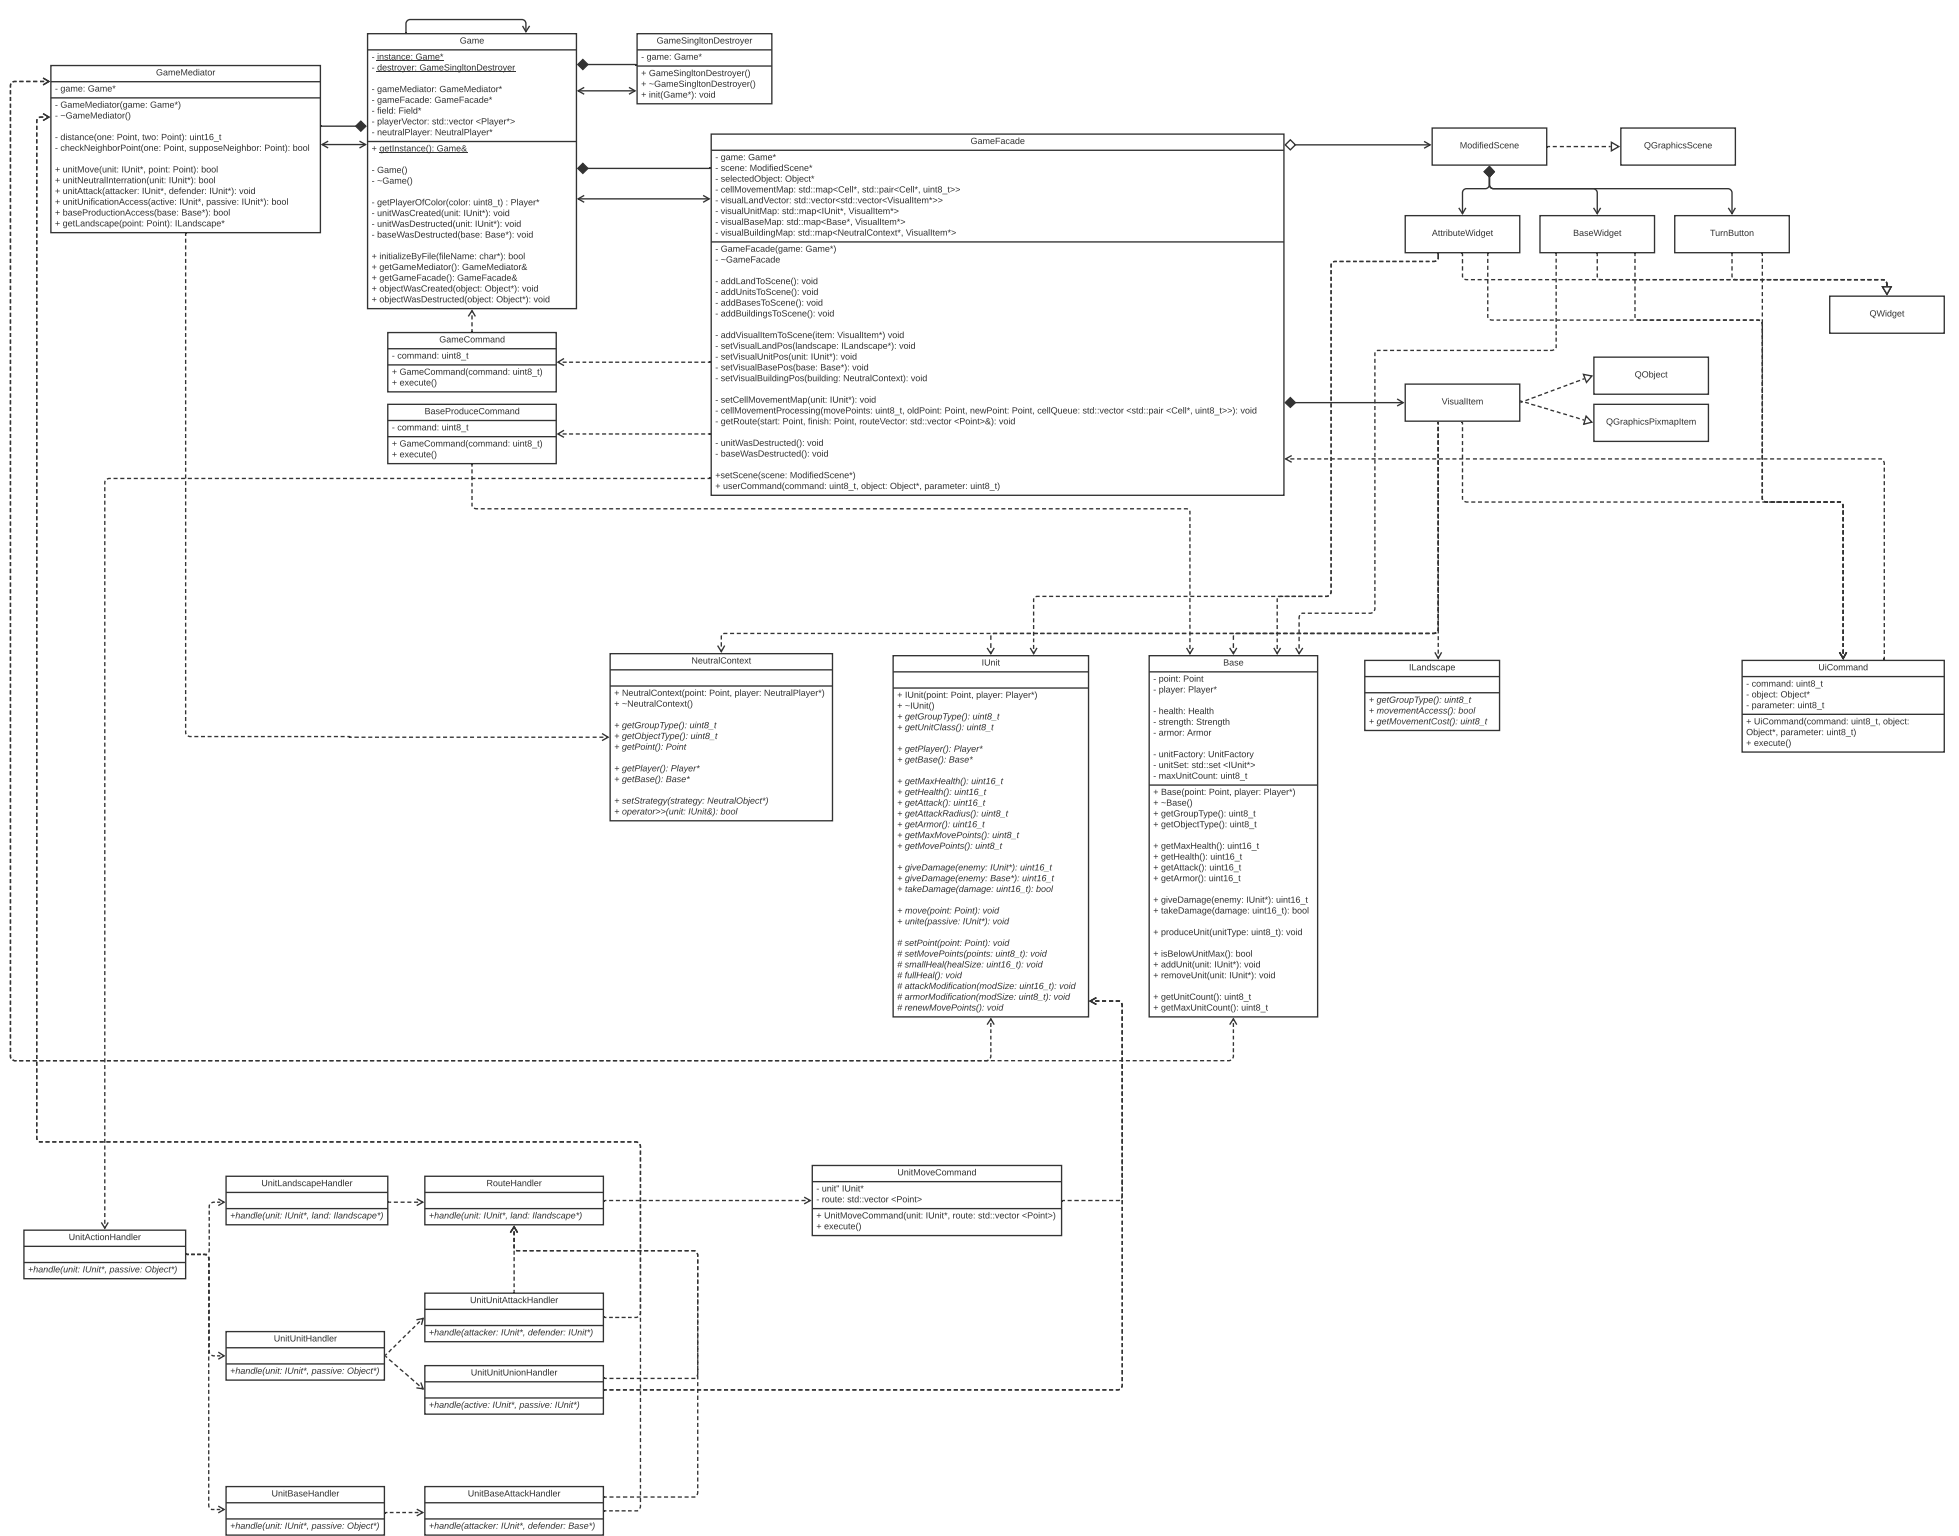 Game
- instance: Game*
- destroyer: GameSingltonDestroyer
- gameMediator: GameMediator*
- gameFacade: GameFacade*
- field: Field*
- playerVector: std::vector <Player*>
- neutralPlayer: NeutralPlayer*
+ getInstance(): Game&
- Game()
- ~Game()
- getPlayerOfColor(color: uint8_t) : Player*
- unitWasCreated(unit: IUnit*): void
- unitWasDestructed(unit: IUnit*): void
- baseWasDestructed(base: Base*): void
+ initializeByFile(fileName: char*): bool
+ getGameMediator(): GameMediator&
+ getGameFacade(): GameFacade&
+ objectWasCreated(object: Object*): void
+ objectWasDestructed(object: Object*): void
GameSingltonDestroyer
- game: Game*
+ GameSingltonDestroyer()
+ ~GameSingltonDestroyer()
+ init(Game*): void
GameMediator
- game: Game*
- GameMediator(game: Game*)
- ~GameMediator()
- distance(one: Point, two: Point): uint16_t
- checkNeighborPoint(one: Point, supposeNeighbor: Point): bool
+ unitMove(unit: IUnit*, point: Point): bool
+ unitNeutralInterration(unit: IUnit*): bool
+ unitAttack(attacker: IUnit*, defender: IUnit*): void
+ unitUnificationAccess(active: IUnit*, passive: IUnit*): bool
+ baseProductionAccess(base: Base*): bool
+ getLandscape(point: Point): ILandscape*
GameFacade
- game: Game*
- scene: ModifiedScene*
- selectedObject: Object*
- cellMovementMap: std::map<Cell*, std::pair<Cell*, uint8_t>>
- visualLandVector: std::vector<std::vector<VisualItem*>>
- visualUnitMap: std::map<IUnit*, VisualItem*>
- visualBaseMap: std::map<Base*, VisualItem*>
- visualBuildingMap: std::map<NeutralContext*, VisualItem*>
- GameFacade(game: Game*)
- ~GameFacade
- addLandToScene(): void
- addUnitsToScene(): void
- addBasesToScene(): void
- addBuildingsToScene(): void
- addVisualItemToScene(item: VisualItem*) void
- setVisualLandPos(landscape: ILandscape*): void
- setVisualUnitPos(unit: IUnit*): void
- setVisualBasePos(base: Base*): void
- setVisualBuildingPos(building: NeutralContext): void
- setCellMovementMap(unit: IUnit*): void
- cellMovementProcessing(movePoints: uint8_t, oldPoint: Point, newPoint: Point, cellQueue: std::vector <std::pair <Cell*, uint8_t>>): void
- getRoute(start: Point, finish: Point, routeVector: std::vector <Point>&): void
- unitWasDestructed(): void
- baseWasDestructed(): void
+setScene(scene: ModifiedScene*)
+ userCommand(command: uint8_t, object: Object*, parameter: uint8_t)
ModifiedScene
QGraphicsScene
AttributeWidget
BaseWidget
TurnButton
QWidget
VisualItem
QObject
QGraphicsPixmapItem
GameCommand
- command: uint8_t
+ GameCommand(command: uint8_t)
+ execute()
BaseProduceCommand
- command: uint8_t
+ GameCommand(command: uint8_t)
+ execute()
NeutralContext
+ NeutralContext(point: Point, player: NeutralPlayer*)
+ ~NeutralContext()
+ getGroupType(): uint8_t
+ getObjectType(): uint8_t
+ getPoint(): Point
+ getPlayer(): Player*
+ getBase(): Base*
+ setStrategy(strategy: NeutralObject*)
+ operator>>(unit: IUnit&): bool
IUnit
+ IUnit(point: Point, player: Player*)
+ ~IUnit()
+ getGroupType(): uint8_t
+ getUnitClass(): uint8_t
+ getPlayer(): Player*
+ getBase(): Base*
+ getMaxHealth(): uint16_t
+ getHealth(): uint16_t
+ getAttack(): uint16_t
+ getAttackRadius(): uint8_t
+ getArmor(): uint16_t
+ getMaxMovePoints(): uint8_t
+ getMovePoints(): uint8_t
+ giveDamage(enemy: IUnit*): uint16_t
+ giveDamage(enemy: Base*): uint16_t
+ takeDamage(damage: uint16_t): bool
+ move(point: Point): void
+ unite(passive: IUnit*): void
# setPoint(point: Point): void
# setMovePoints(points: uint8_t): void
# smallHeal(healSize: uint16_t): void
# fullHeal(): void
# attackModification(modSize: uint16_t): void
# armorModification(modSize: uint8_t): void
# renewMovePoints(): void
Base
- point: Point
- player: Player*
- health: Health
- strength: Strength
- armor: Armor
- unitFactory: UnitFactory
- unitSet: std::set <IUnit*>
- maxUnitCount: uint8_t
+ Base(point: Point, player: Player*)
+ ~Base()
+ getGroupType(): uint8_t
+ getObjectType(): uint8_t
+ getMaxHealth(): uint16_t
+ getHealth(): uint16_t
+ getAttack(): uint16_t
+ getArmor(): uint16_t
+ giveDamage(enemy: IUnit*): uint16_t
+ takeDamage(damage: uint16_t): bool
+ produceUnit(unitType: uint8_t): void
+ isBelowUnitMax(): bool
+ addUnit(unit: IUnit*): void
+ removeUnit(unit: IUnit*): void
+ getUnitCount(): uint8_t
+ getMaxUnitCount(): uint8_t
ILandscape
+ getGroupType(): uint8_t
+ movementAccess(): bool
+ getMovementCost(): uint8_t
UiCommand
- command: uint8_t
- object: Object*
- parameter: uint8_t
+ UiCommand(command: uint8_t, object:
Object*, parameter: uint8_t)
+ execute()
UnitLandscapeHandler
+handle(unit: IUnit*, land: Ilandscape*)
RouteHandler
+handle(unit: IUnit*, land: Ilandscape*)
UnitMoveCommand
- unit" IUnit*
- route: std::vector <Point>
+ UnitMoveCommand(unit: IUnit*, route: std::vector <Point>)
+ execute()
UnitActionHandler
+handle(unit: IUnit*, passive: Object*)
UnitUnitAttackHandler
+handle(attacker: IUnit*, defender: IUnit*)
UnitUnitHandler
+handle(unit: IUnit*, passive: Object*)
UnitUnitUnionHandler
+handle(active: IUnit*, passive: IUnit*)
UnitBaseHandler
+handle(unit: IUnit*, passive: Object*)
UnitBaseAttackHandler
+handle(attacker: IUnit*, defender: Base*)